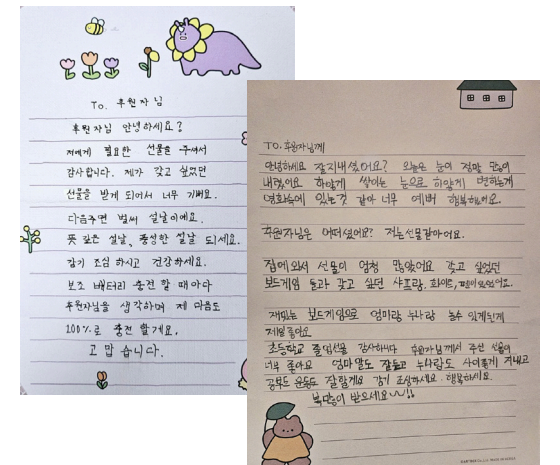 To. 후원자님
후원자님 안녕하세요?
저에게 필요한 선물을 주셔서
감사합니다. 제가 갖고 싶었던
선물을 받게 되어서 너무 기뻐요.
다음주면 벌써 설날이에요.
뜻 깊은 설날, 풍성한 설날 되세요.
감기 조심 하시고 건강하세요.
보조 배터리 충전 할 때 마다
후원자님을 생각하며 제 마음도
100%로 충전 할게요.
고맙습니다.
TO. 후원자님께
안녕하세요 잘지내셨어요? 오늘은 눈이 정말 많이
내렸어요 하얗게 쌓이는 눈으로 하얗게 변하는게
영화속에 있는것 같아 너무 예뻐 행복했어요.
후원자님은 어떠셨어요? 저는 선물같아어요.
집에 와서 선물이 엄청 많았어요 갖고 싶었던
보드게임 들과 갖고 싶던 샤프랑, 화이트,
재밌는 보드게임으로 엄마랑 누나랑 놀수 있게된게
제일 좋아요
초등학교 졸업선물 감사합니다 후원자님께서 주신 선물이
너무 좋아요 엄마 말도 잘듣고 누나랑도 사이좋게 지내고
공부도 운동도 잘할게요 감기 조심하세요 행복하세요.
복많이 받으세요~!!